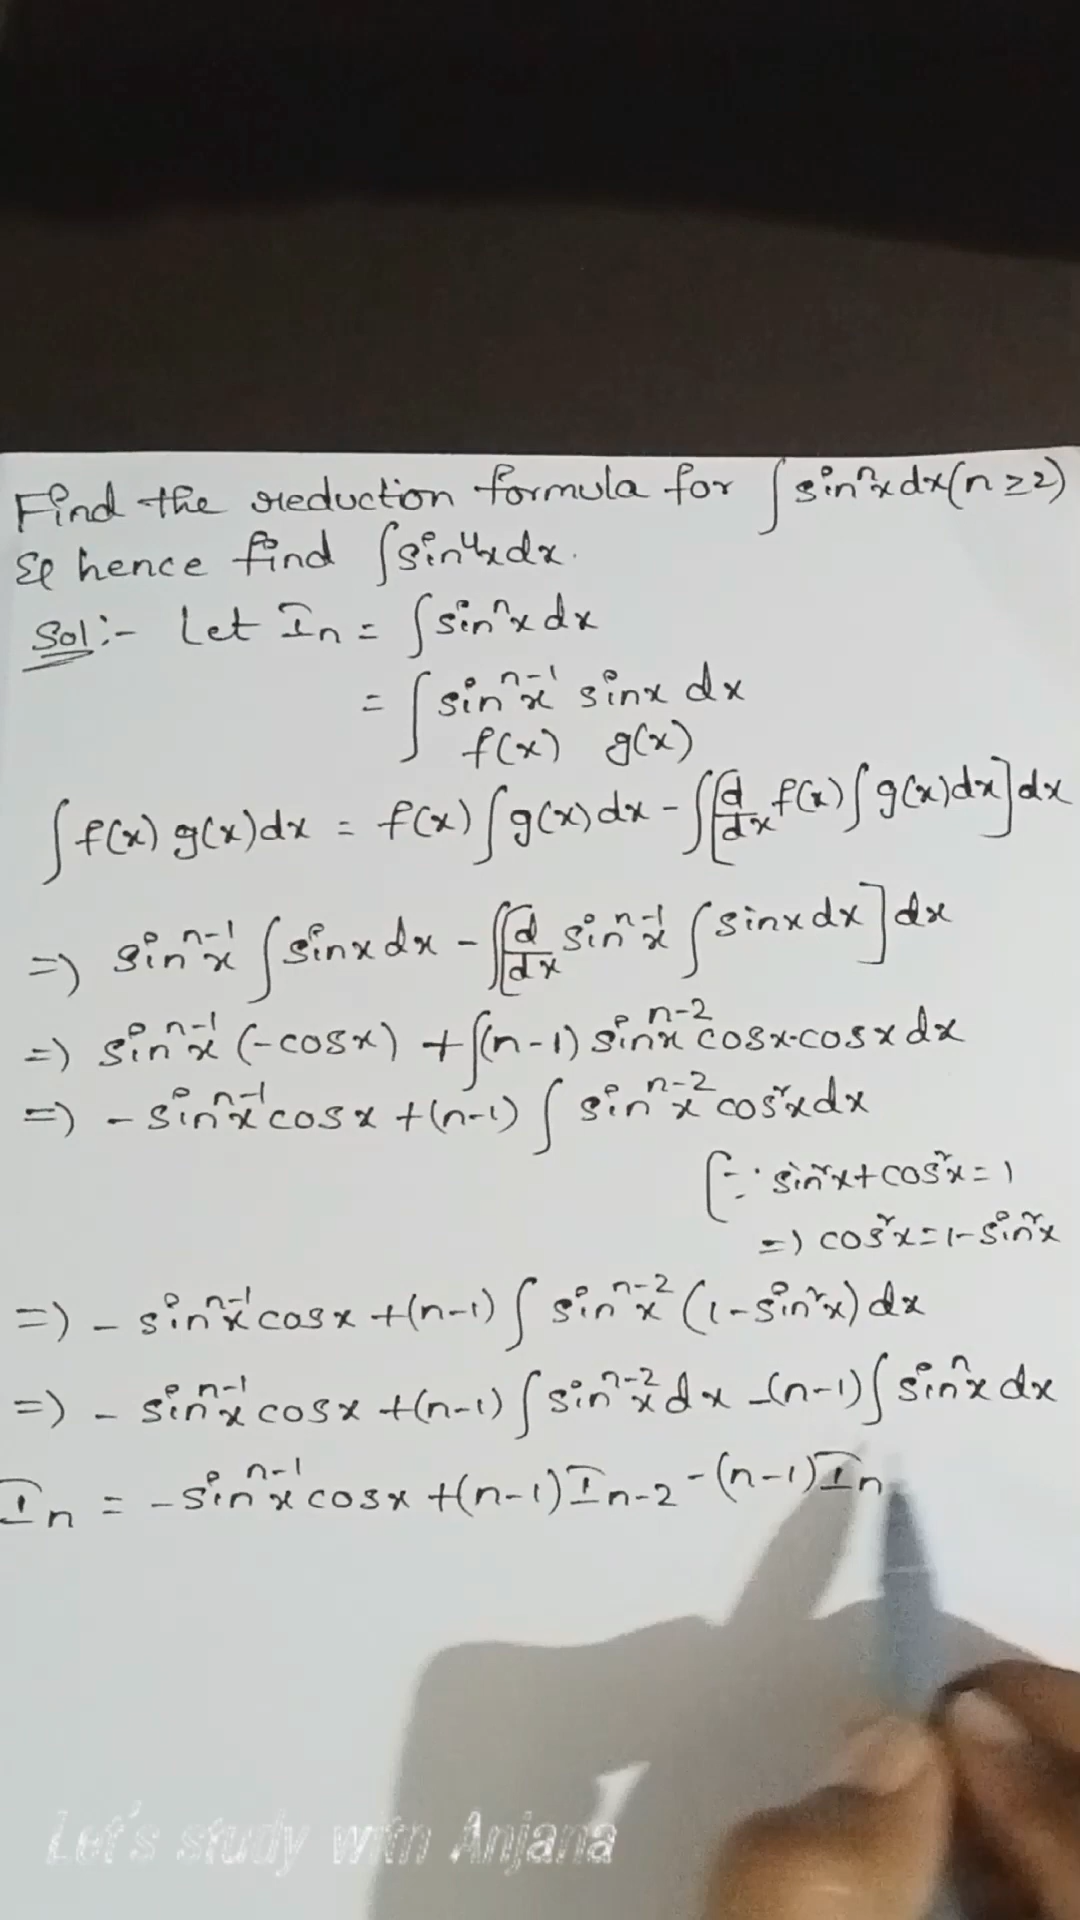 Find the reduction formula for ∫ sinⁿx dx (n ≥ 2)
& hence find ∫ sin⁴x dx.
Sol:- Let Iₙ = ∫ sinⁿx dx
= ∫ sinⁿ⁻¹x sinx dx
f(x) g(x)
∫ f(x) g(x) dx = f(x) ∫ g(x) dx - ∫[d/dx f(x) ∫ g(x) dx] dx
=> sinⁿ⁻¹x ∫ sinx dx - ∫[d/dx sinⁿ⁻¹x ∫ sinx dx] dx
=> sinⁿ⁻¹x (-cosx) + ∫(n-1) sinⁿ⁻²x cosx.cosx dx
=> - sinⁿ⁻¹x cosx + (n-1) ∫ sinⁿ⁻²x cos²x dx
[∵ sin²x + cos²x = 1
=> cos²x = 1 - sin²x
=> - sinⁿ⁻¹x cosx + (n-1) ∫ sinⁿ⁻²x (1 - sin²x) dx
=> - sinⁿ⁻¹x cosx + (n-1) ∫ sinⁿ⁻²x dx - (n-1) ∫ sinⁿx dx
Iₙ = - sinⁿ⁻¹x cosx + (n-1) Iₙ₋₂ - (n-1) Iₙ
Let's study with Anjana